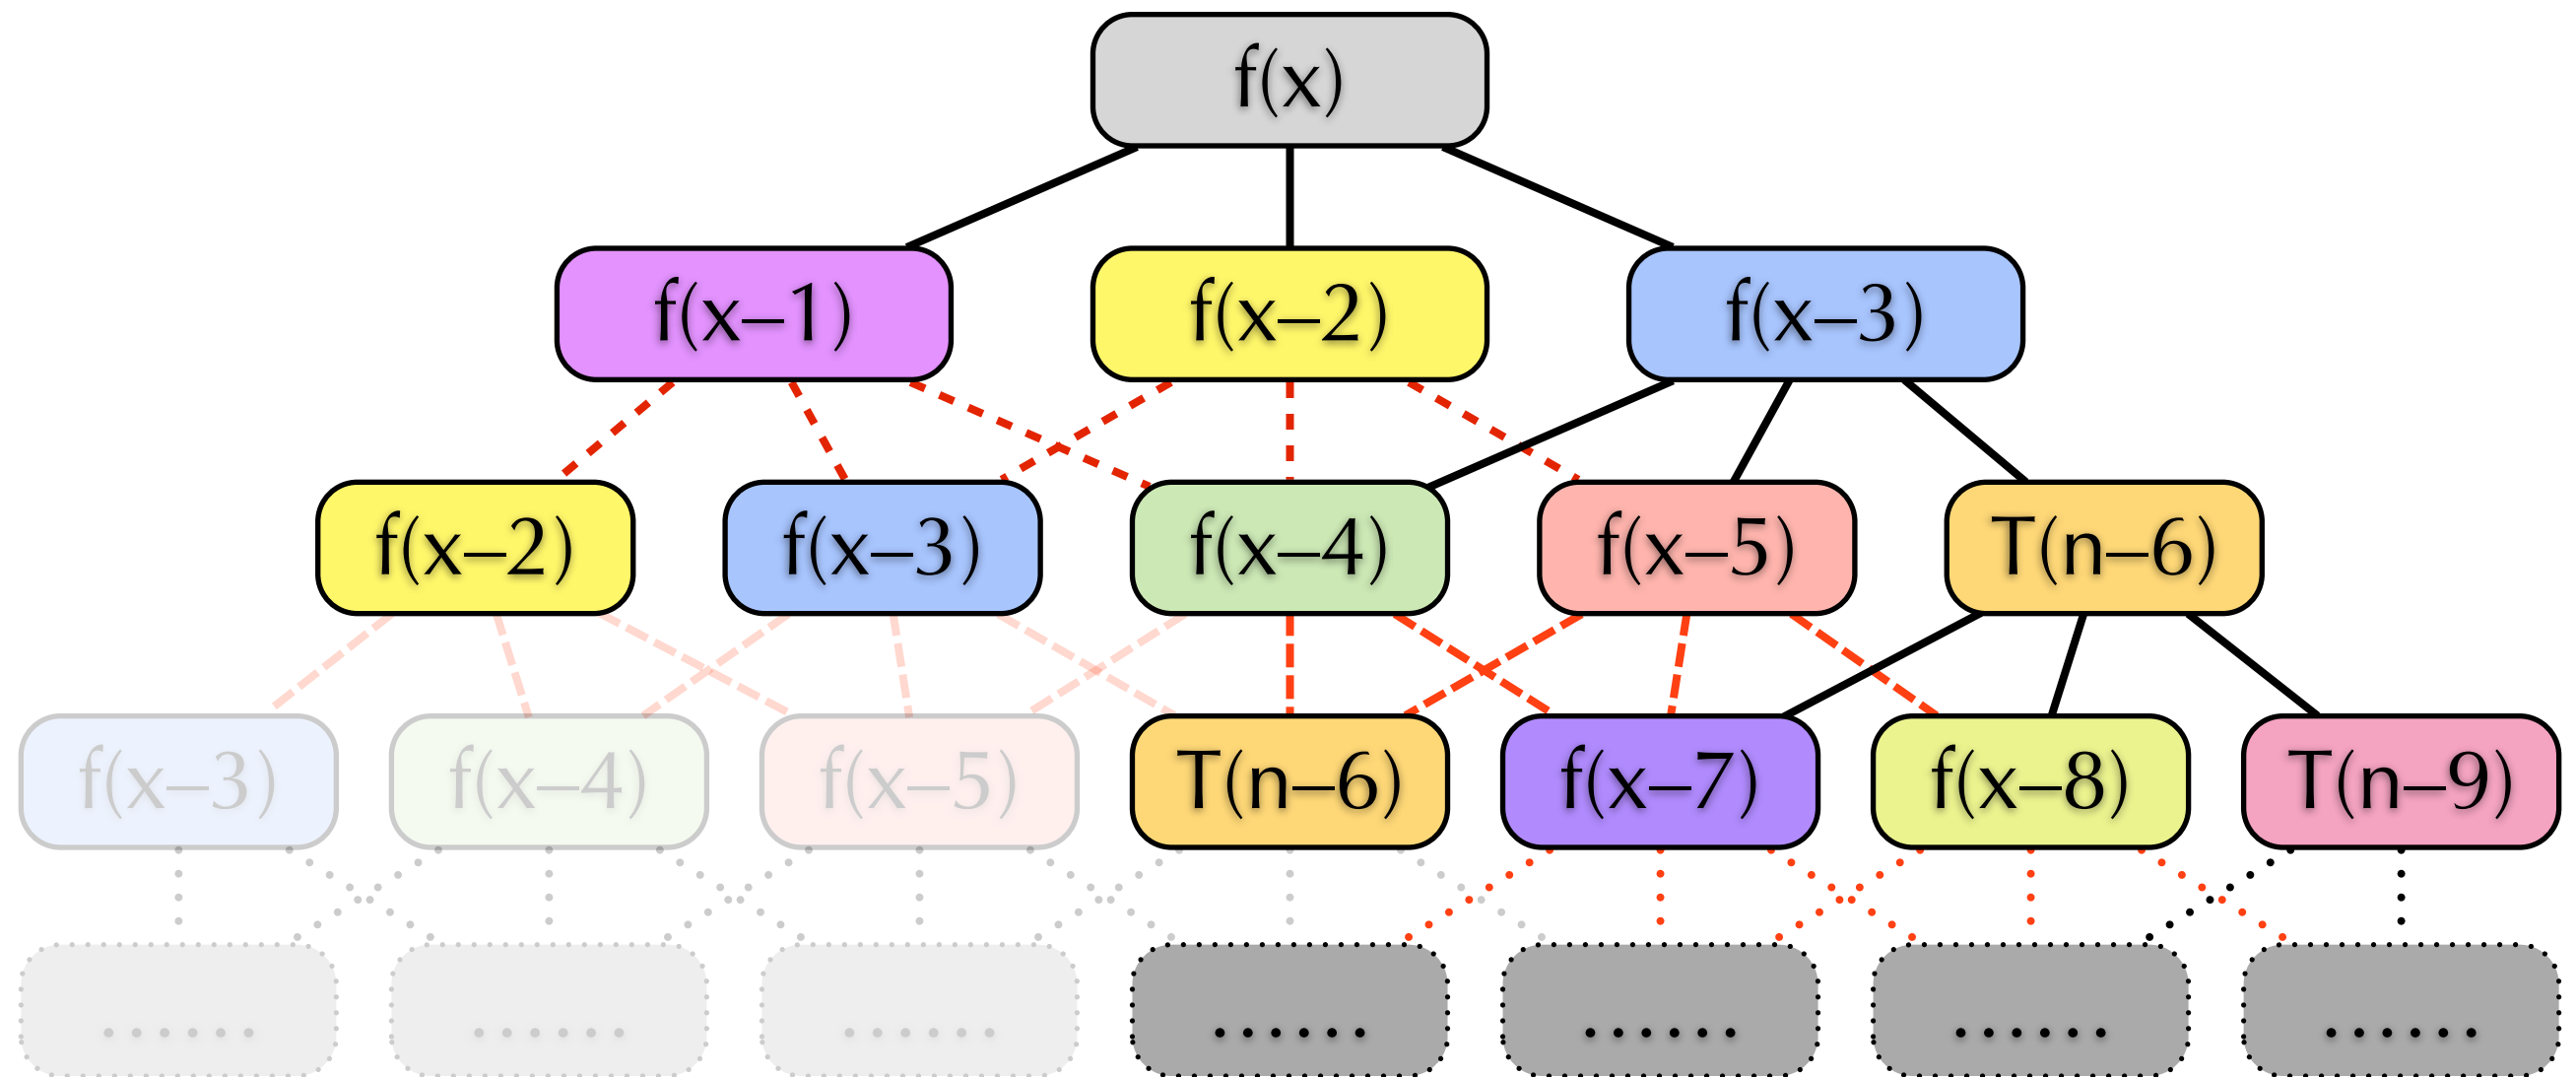 f(x)
f(x–1) f(x–2) f(x–3)
f(x–2) f(x–3) f(x–4) f(x–5) T(n–6)
f(x–3) f(x–4) f(x–5) T(n–6) f(x–7) f(x–8) T(n–9)
...... ...... ...... ...... ...... ...... ......